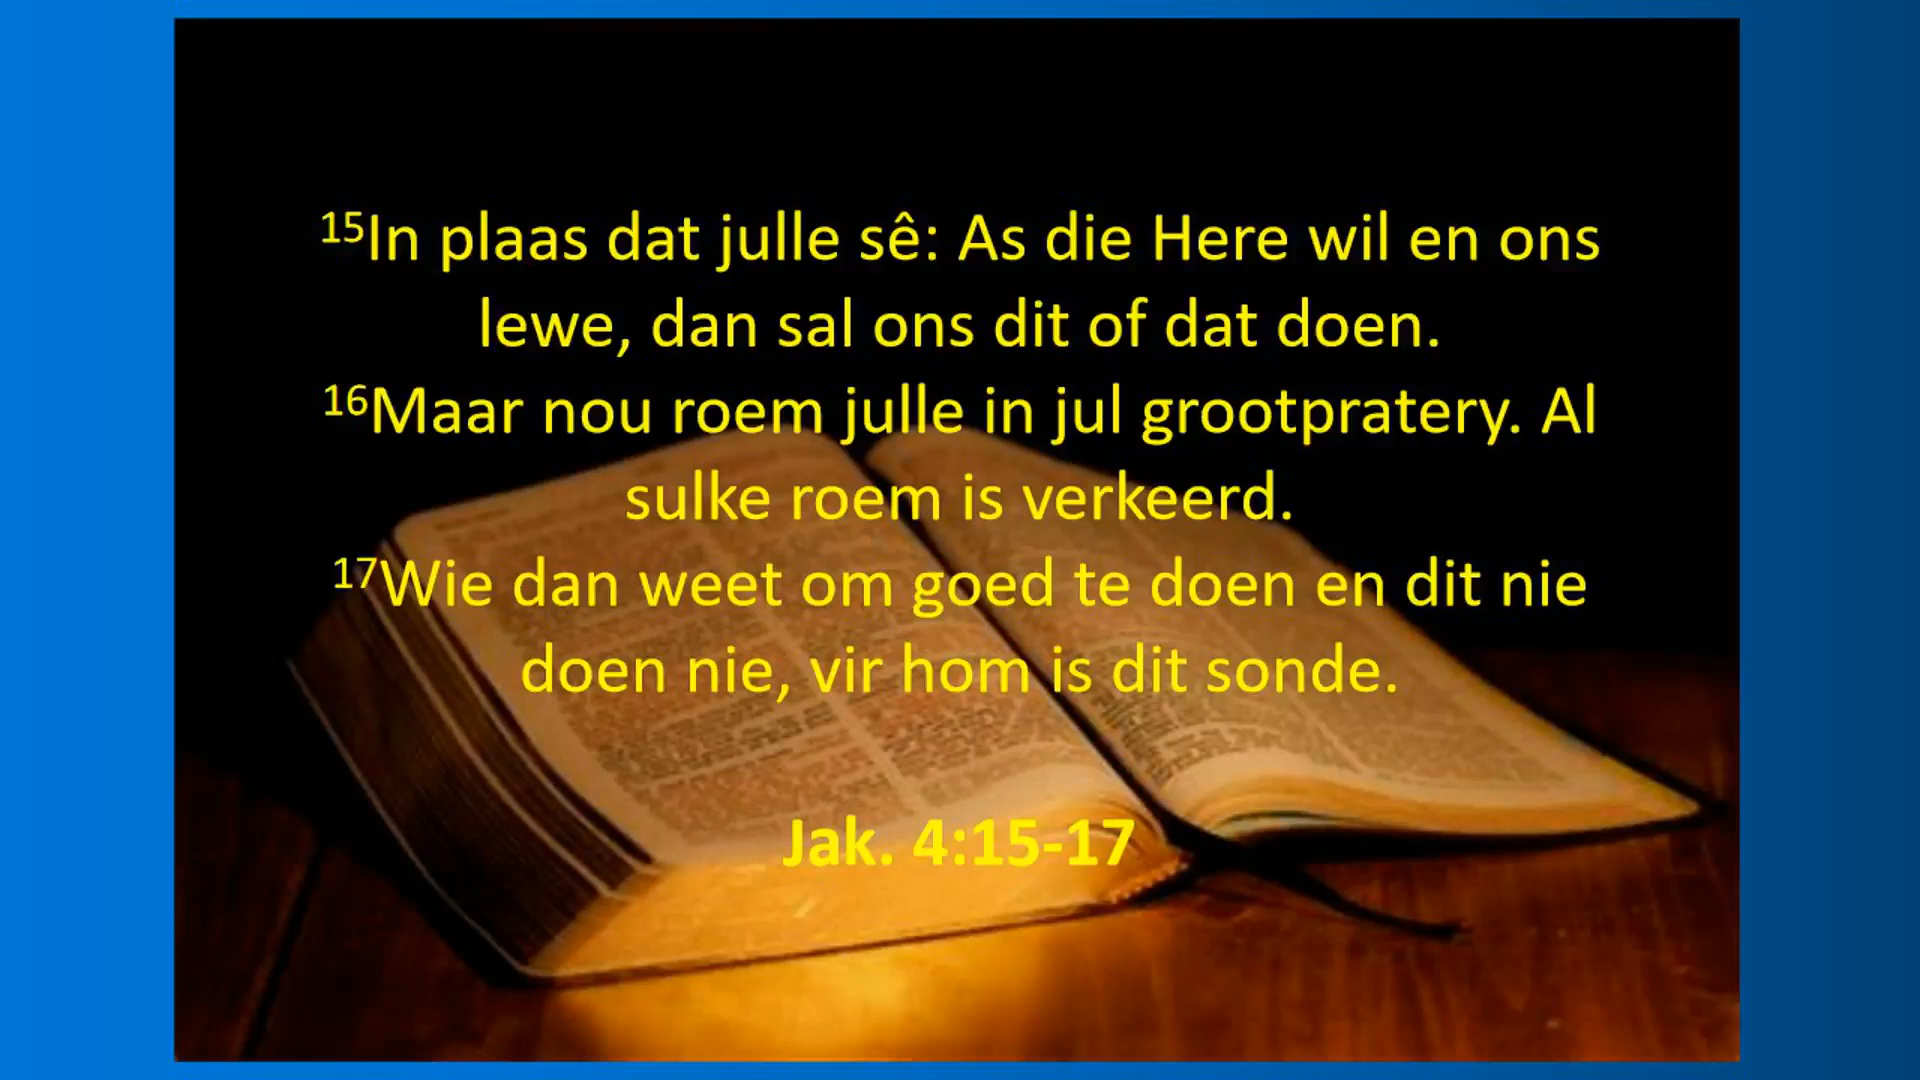 15In plaas dat julle sê: As die Here wil en ons
lewe, dan sal ons dit of dat doen.
16Maar nou roem julle in jul grootpratery. Al
sulke roem is verkeerd.
17Wie dan weet om goed te doen en dit nie
doen nie, vir hom is dit sonde.
Jak. 4:15-17